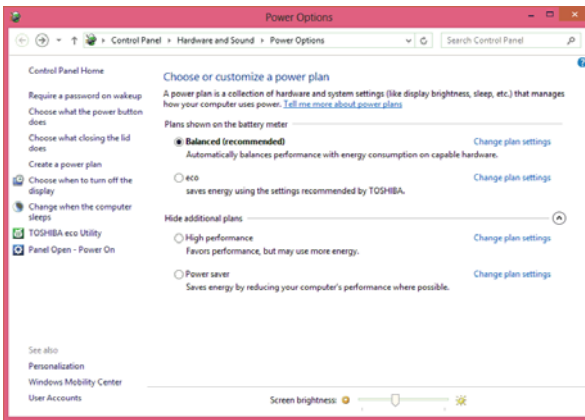 Power Options
Control Panel › Hardware and Sound › Power Options
Search Control Panel
Control Panel Home
Require a password on wakeup
Choose what the power button
does
Choose what closing the lid
does
Create a power plan
Choose when to turn off the
display
Change when the computer
sleeps
TOSHIBA eco Utility
Panel Open - Power On
See also
Personalization
Windows Mobility Center
User Accounts
Choose or customize a power plan
A power plan is a collection of hardware and system settings (like display brightness, sleep, etc.) that manages
how your computer uses power. Tell me more about power plans
Plans shown on the battery meter
Balanced (recommended) Change plan settings
Automatically balances performance with energy consumption on capable hardware.
eco Change plan settings
saves energy using the settings recommended by TOSHIBA.
Hide additional plans
High performance Change plan settings
Favors performance, but may use more energy.
Power saver Change plan settings
Saves energy by reducing your computer's performance where possible.
Screen brightness: